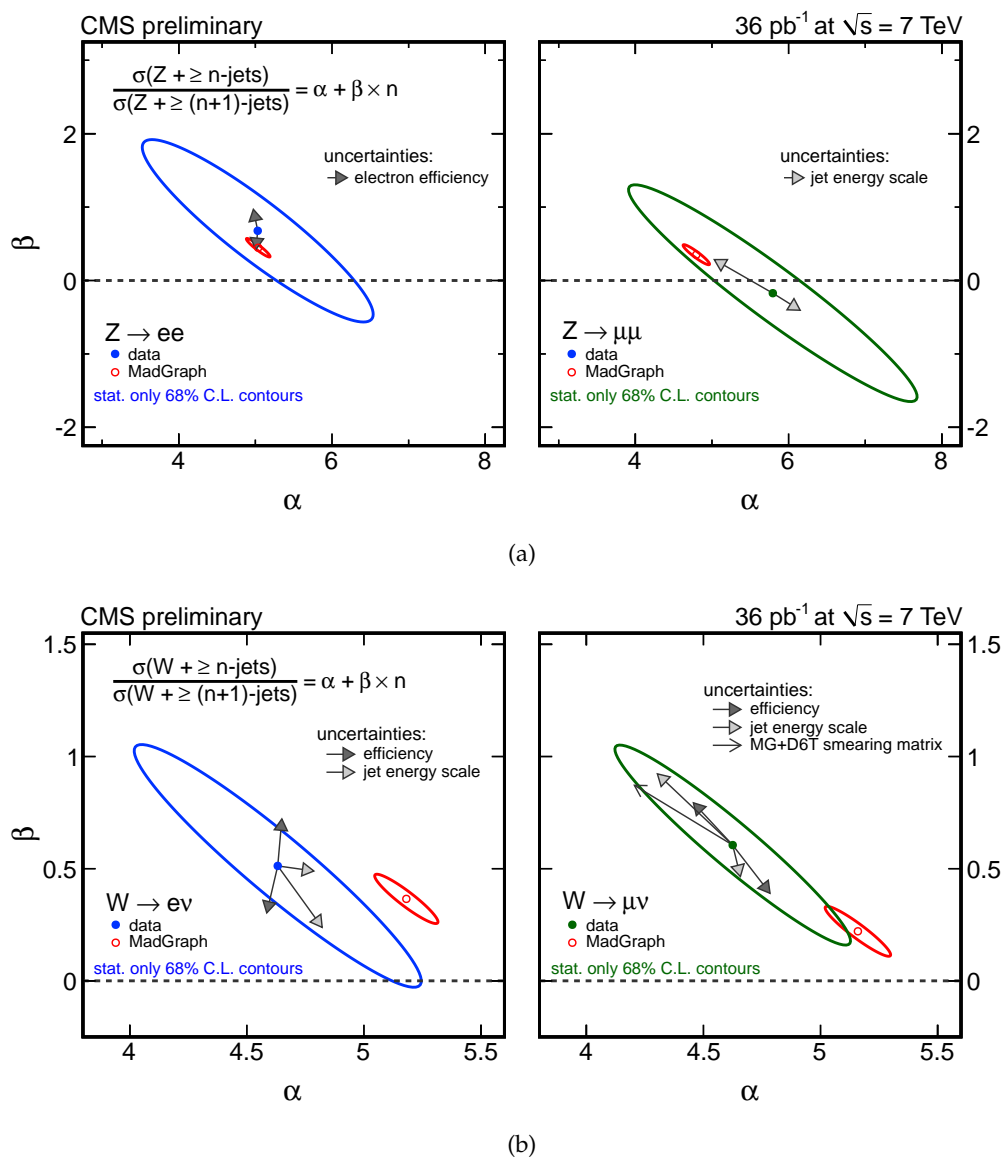 CMS preliminary
36 pb⁻¹ at √s = 7 TeV
σ(Z + ≥ n-jets)
σ(Z + ≥ (n+1)-jets) = α + β × n
uncertainties:
electron efficiency
Z → ee
data
MadGraph
stat. only 68% C.L. contours
β
2
0
-2
4
6
8
α
uncertainties:
jet energy scale
Z → μμ
data
MadGraph
stat. only 68% C.L. contours
2
0
-2
4
6
8
α
(a)
CMS preliminary
36 pb⁻¹ at √s = 7 TeV
σ(W + ≥ n-jets)
σ(W + ≥ (n+1)-jets) = α + β × n
uncertainties:
efficiency
jet energy scale
W → eν
data
MadGraph
stat. only 68% C.L. contours
β
1.5
1
0.5
0
4
4.5
5
5.5
α
uncertainties:
efficiency
jet energy scale
MG+D6T smearing matrix
W → μν
data
MadGraph
stat. only 68% C.L. contours
1.5
1
0.5
0
4
4.5
5
5.5
α
(b)